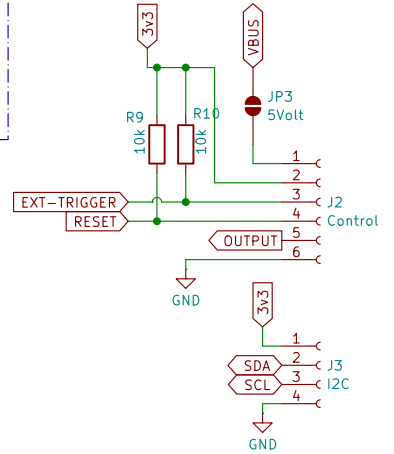 3v3
VBUS
JP3
5Volt
R9
10k
R10
10k
1
2
EXT-TRIGGER
3
J2
RESET
4
Control
OUTPUT
5
6
GND
3v3
1
SDA
2
J3
SCL
3
I2C
4
GND